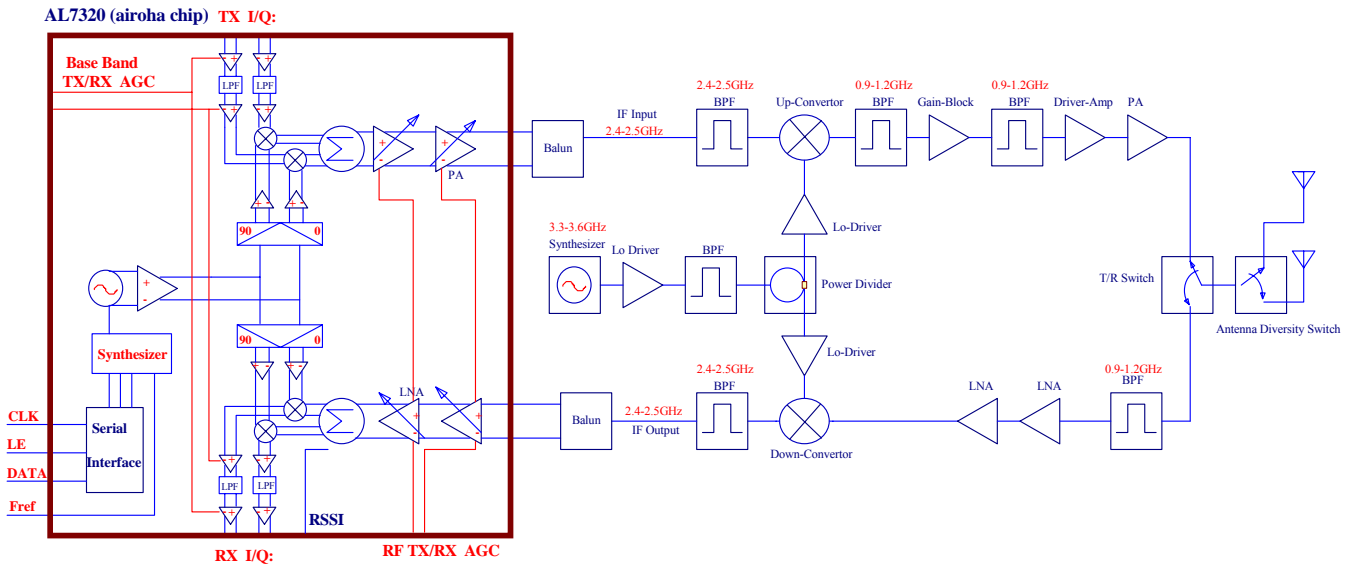 AL7320 (airoha chip) TX I/Q:
Base Band
TX/RX AGC
- +
- +
LPF
LPF
+ -
+ -
Σ
+
-
+
-
PA
+ -
+ -
90
0
+
-
Synthesizer
CLK
LE
DATA
Fref
Serial
Interface
90
0
+ -
+ -
Σ
LNA
+
-
+
-
- +
- +
LPF
LPF
- +
- +
RSSI
RX I/Q:
RF TX/RX AGC
Balun
IF Input
2.4-2.5GHz
2.4-2.5GHz
BPF
Up-Convertor
0.9-1.2GHz
BPF
Gain-Block
0.9-1.2GHz
BPF
Driver-Amp
PA
Lo-Driver
3.3-3.6GHz
Synthesizer
Lo Driver
BPF
Power Divider
T/R Switch
Antenna Diversity Switch
Lo-Driver
Balun
2.4-2.5GHz
IF Output
2.4-2.5GHz
BPF
Down-Convertor
LNA
LNA
0.9-1.2GHz
BPF